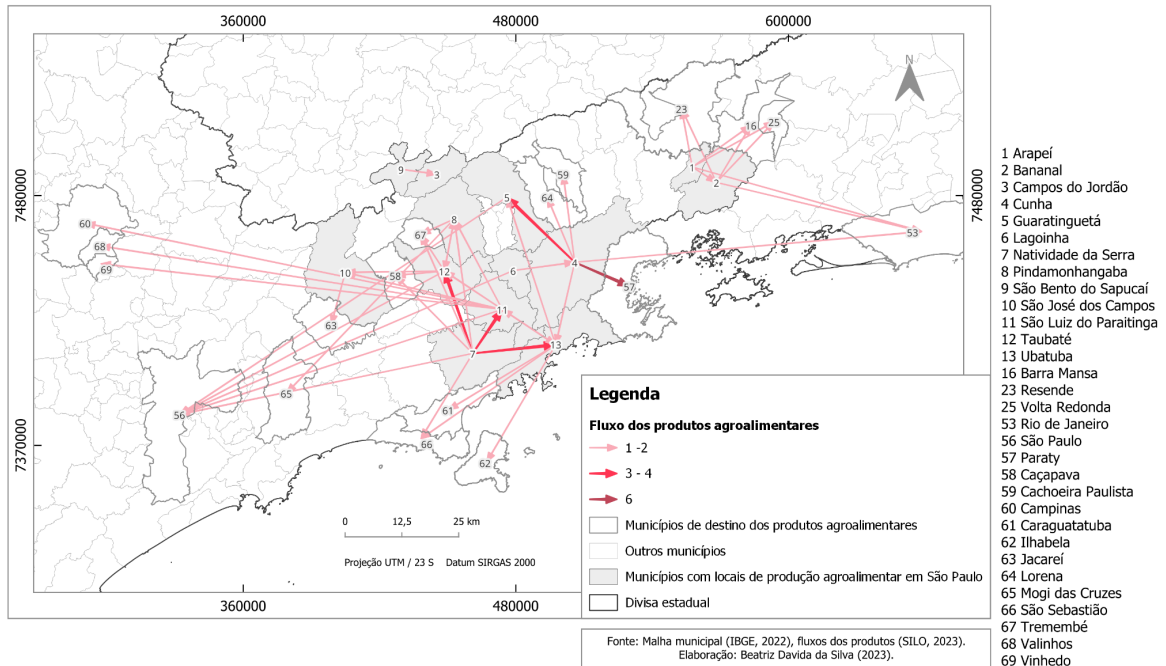 360000
480000
600000
N
23
16
25
1
2
9
3
59
5
64
7480000
7480000
8
60
67
53
68
4
69
12
6
10
58
57
11
63
13
7
65
61
56
66
62
7370000
0
12,5
25 km
Projeção UTM / 23 S Datum SIRGAS 2000
360000
480000
Legenda
Fluxo dos produtos agroalimentares
1 -2
3 - 4
6
Municípios de destino dos produtos agroalimentares
Outros municípios
Municípios com locais de produção agroalimentar em São Paulo
Divisa estadual
Fonte: Malha municipal (IBGE, 2022), fluxos dos produtos (SILO, 2023).
Elaboração: Beatriz Davida da Silva (2023).
1 Arapeí
2 Bananal
3 Campos do Jordão
4 Cunha
5 Guaratinguetá
6 Lagoinha
7 Natividade da Serra
8 Pindamonhangaba
9 São Bento do Sapucaí
10 São José dos Campos
11 São Luiz do Paraitinga
12 Taubaté
13 Ubatuba
16 Barra Mansa
23 Resende
25 Volta Redonda
53 Rio de Janeiro
56 São Paulo
57 Paraty
58 Caçapava
59 Cachoeira Paulista
60 Campinas
61 Caraguatatuba
62 Ilhabela
63 Jacareí
64 Lorena
65 Mogi das Cruzes
66 São Sebastião
67 Tremembé
68 Valinhos
69 Vinhedo